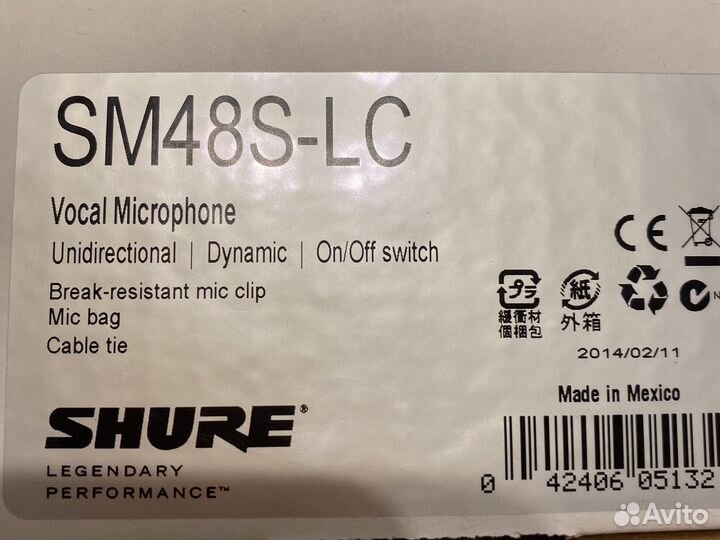 SM48S-LC
Vocal Microphone
Unidirectional | Dynamic | On/Off switch
Break-resistant mic clip
Mic bag
Cable tie
CE
プラ
紙
緩衝材
個梱包
外箱
N
2014/02/11
Made in Mexico
SHURE®
LEGENDARY
PERFORMANCE™
0 42406 05132
Avito